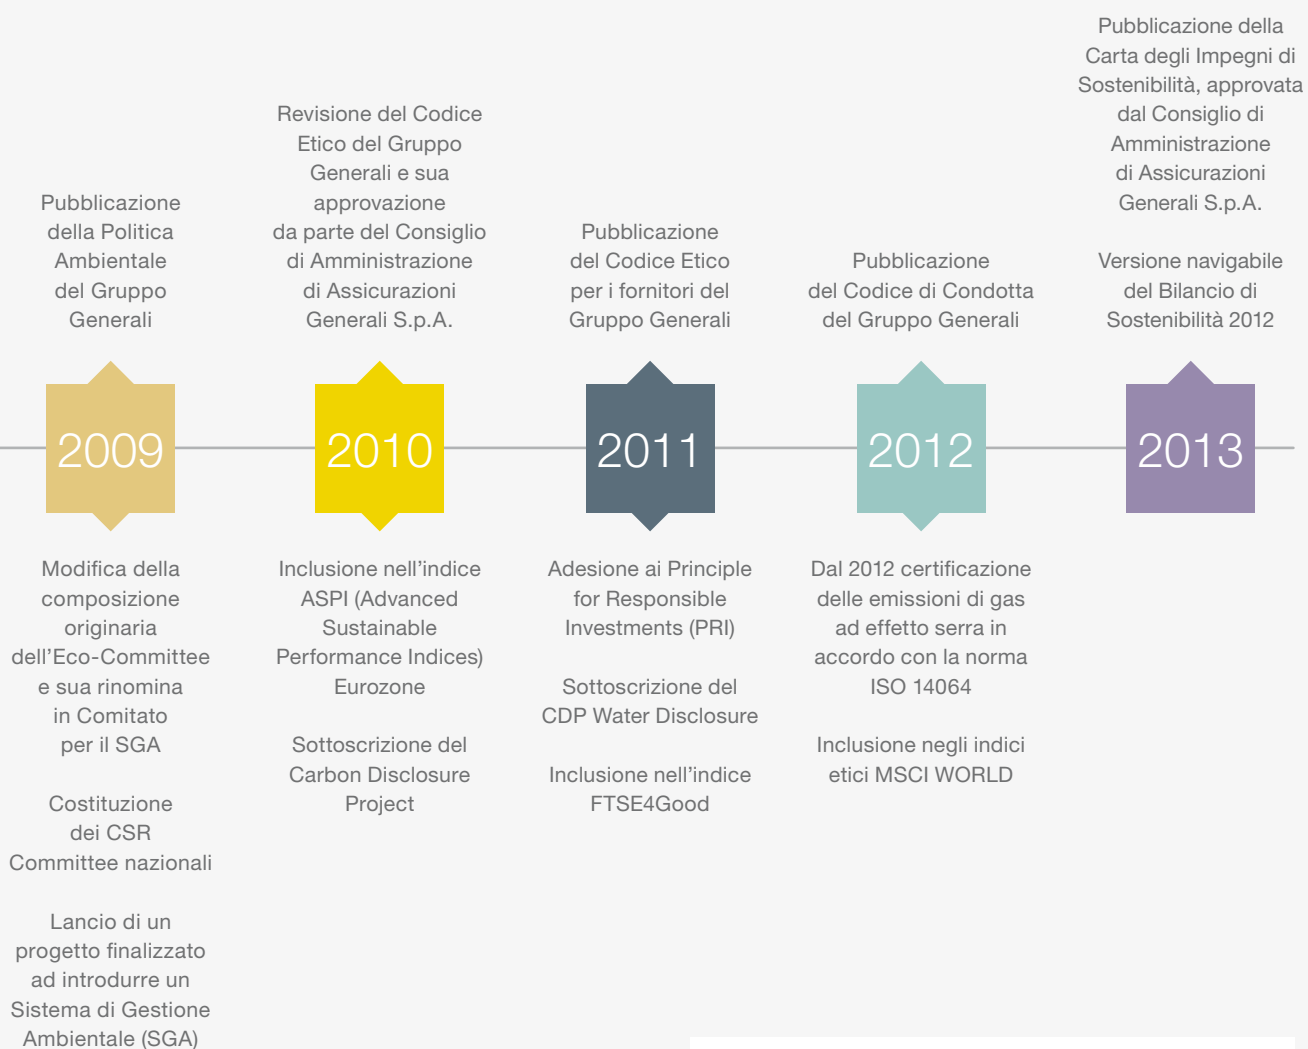 Pubblicazione
della Politica
Ambientale
del Gruppo
Generali
2009
Modifica della
composizione
originaria
dell’Eco-Committee
e sua rinomina
in Comitato
per il SGA
Costituzione
dei CSR
Committee nazionali
Lancio di un
progetto finalizzato
ad introdurre un
Sistema di Gestione
Ambientale (SGA)
Revisione del Codice
Etico del Gruppo
Generali e sua
approvazione
da parte del Consiglio
di Amministrazione
di Assicurazioni
Generali S.p.A.
2010
Inclusione nell’indice
ASPI (Advanced
Sustainable
Performance Indices)
Eurozone
Sottoscrizione del
Carbon Disclosure
Project
Pubblicazione
del Codice Etico
per i fornitori del
Gruppo Generali
2011
Adesione ai Principle
for Responsible
Investments (PRI)
Sottoscrizione del
CDP Water Disclosure
Inclusione nell’indice
FTSE4Good
Pubblicazione
del Codice di Condotta
del Gruppo Generali
2012
Dal 2012 certificazione
delle emissioni di gas
ad effetto serra in
accordo con la norma
ISO 14064
Inclusione negli indici
etici MSCI WORLD
Pubblicazione della
Carta degli Impegni di
Sostenibilità, approvata
dal Consiglio di
Amministrazione
di Assicurazioni
Generali S.p.A.
Versione navigabile
del Bilancio di
Sostenibilità 2012
2013